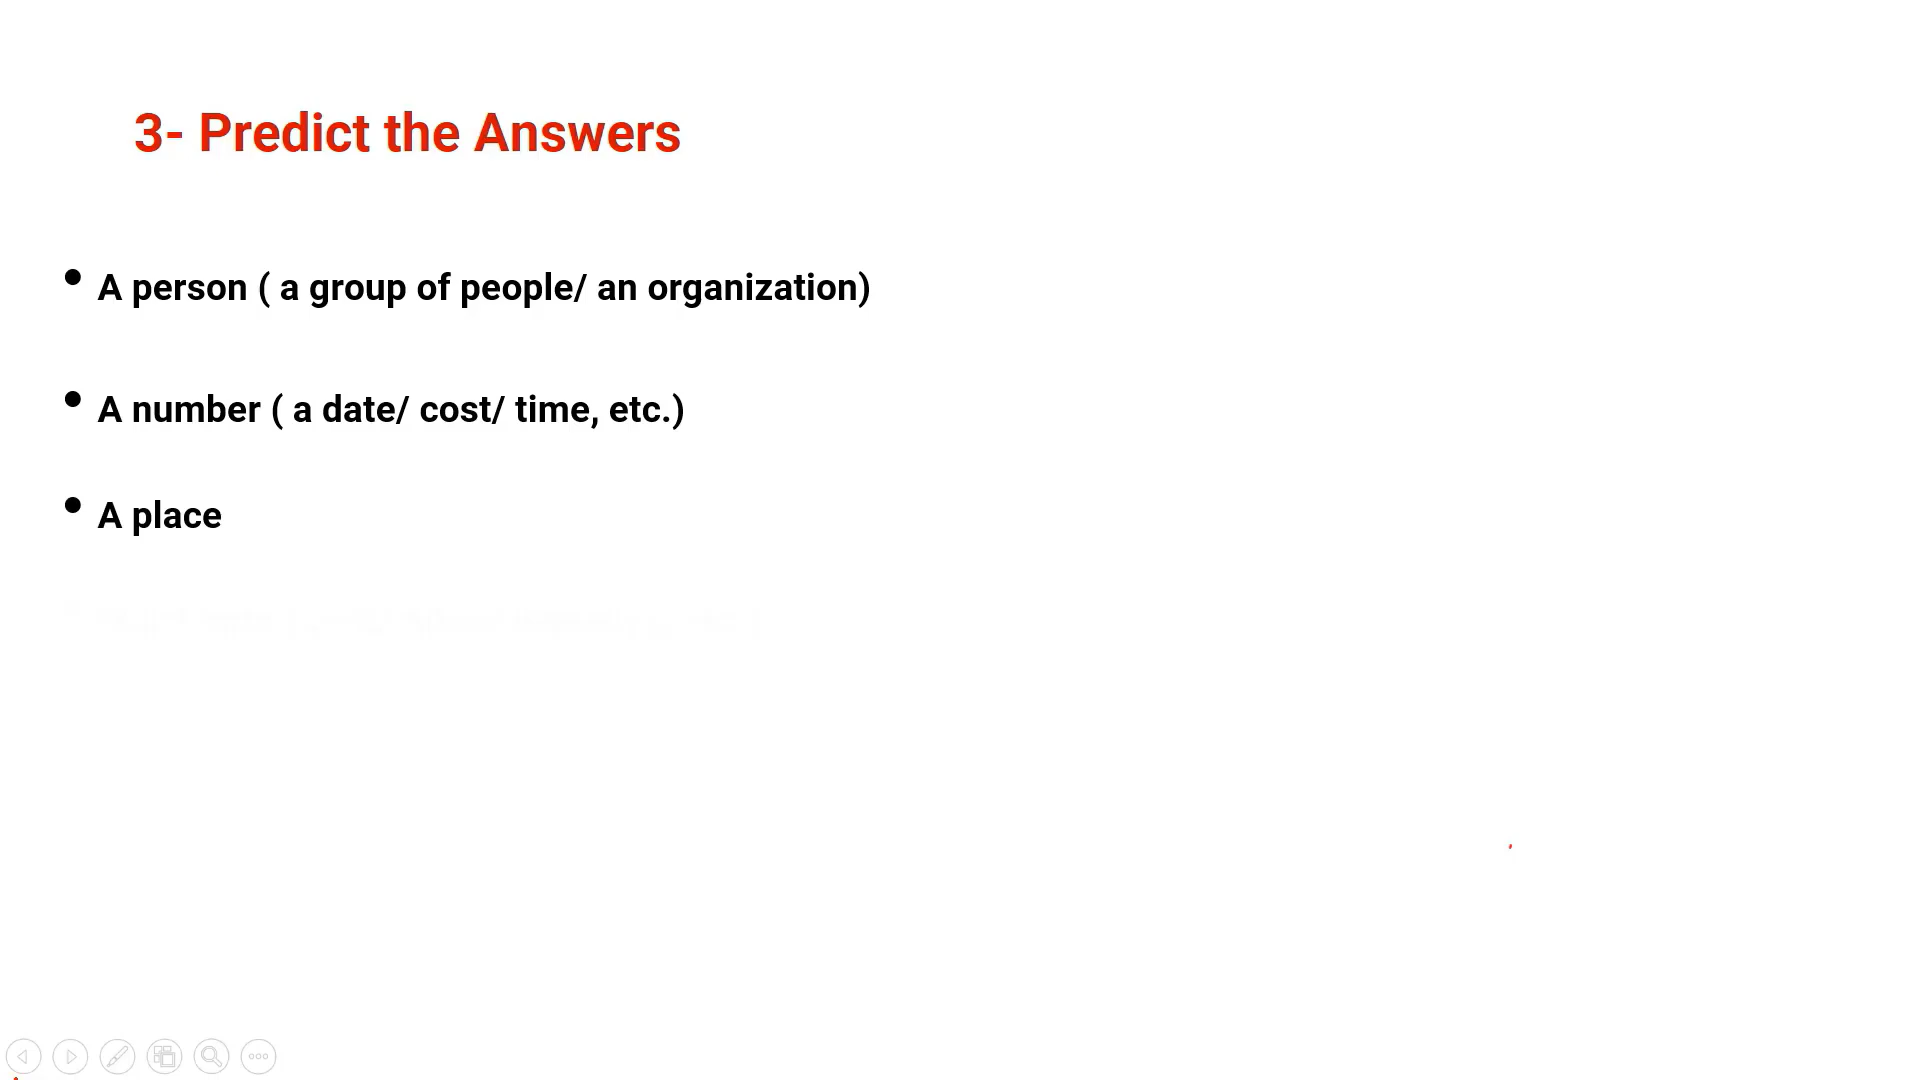 3- Predict the Answers
• A person ( a group of people/ an organization)
• A number ( a date/ cost/ time, etc.)
• A place